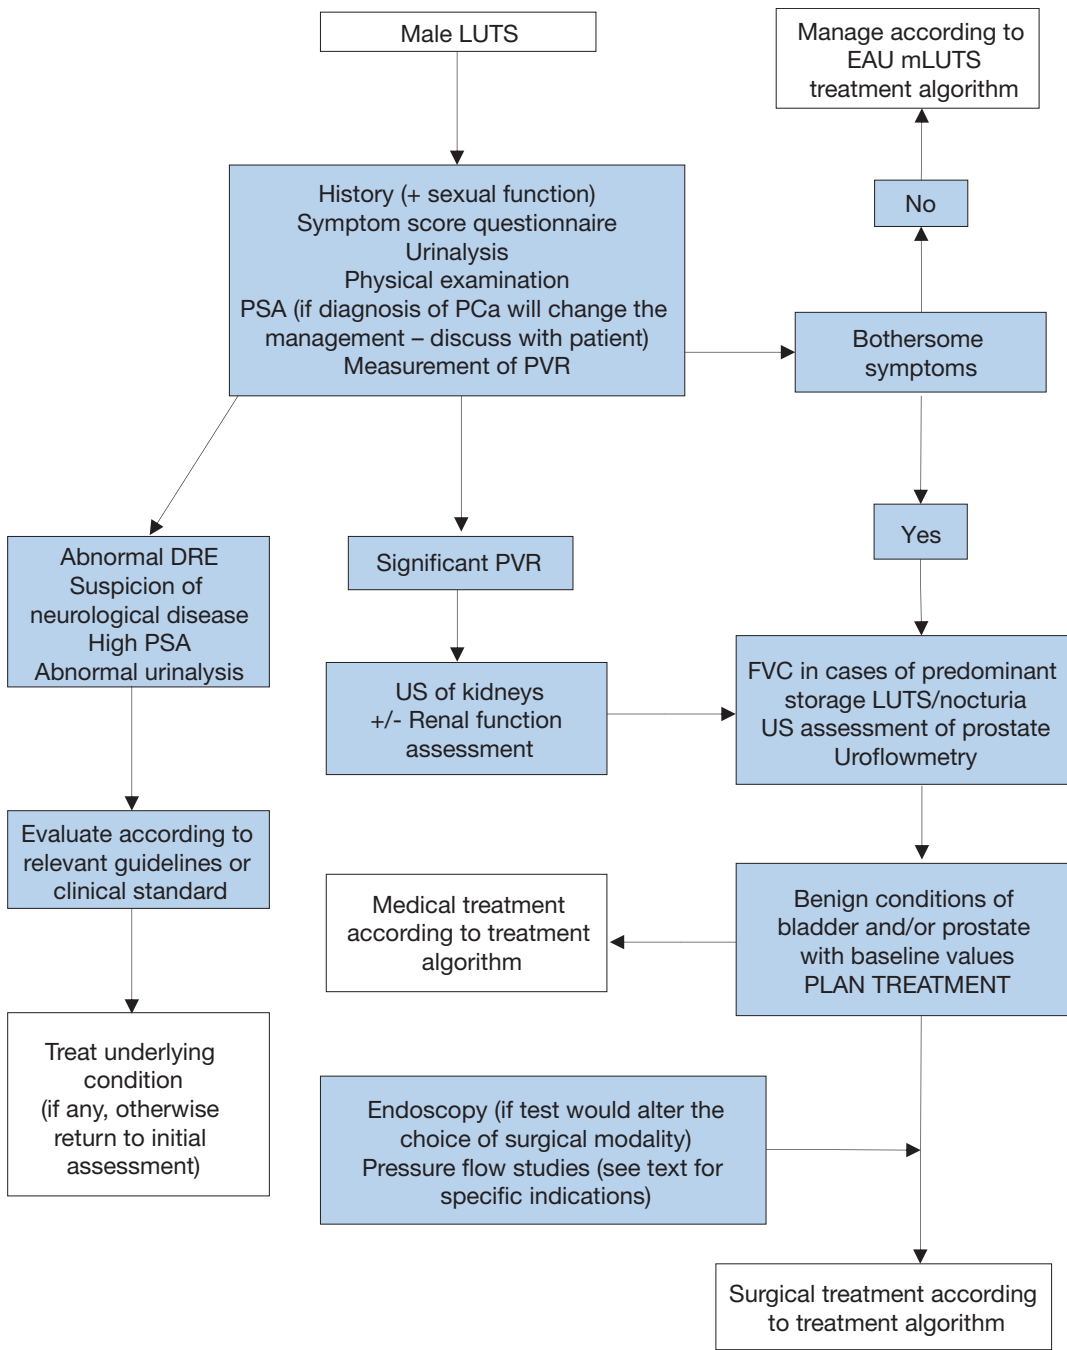 Male LUTS
Manage according to
EAU mLUTS
treatment algorithm
No
History (+ sexual function)
Symptom score questionnaire
Urinalysis
Physical examination
PSA (if diagnosis of PCa will change the
management – discuss with patient)
Measurement of PVR
Bothersome
symptoms
Yes
Abnormal DRE
Suspicion of
neurological disease
High PSA
Abnormal urinalysis
Significant PVR
US of kidneys
+/- Renal function
assessment
FVC in cases of predominant
storage LUTS/nocturia
US assessment of prostate
Uroflowmetry
Evaluate according to
relevant guidelines or
clinical standard
Medical treatment
according to treatment
algorithm
Benign conditions of
bladder and/or prostate
with baseline values
PLAN TREATMENT
Treat underlying
condition
(if any, otherwise
return to initial
assessment)
Endoscopy (if test would alter the
choice of surgical modality)
Pressure flow studies (see text for
specific indications)
Surgical treatment according
to treatment algorithm